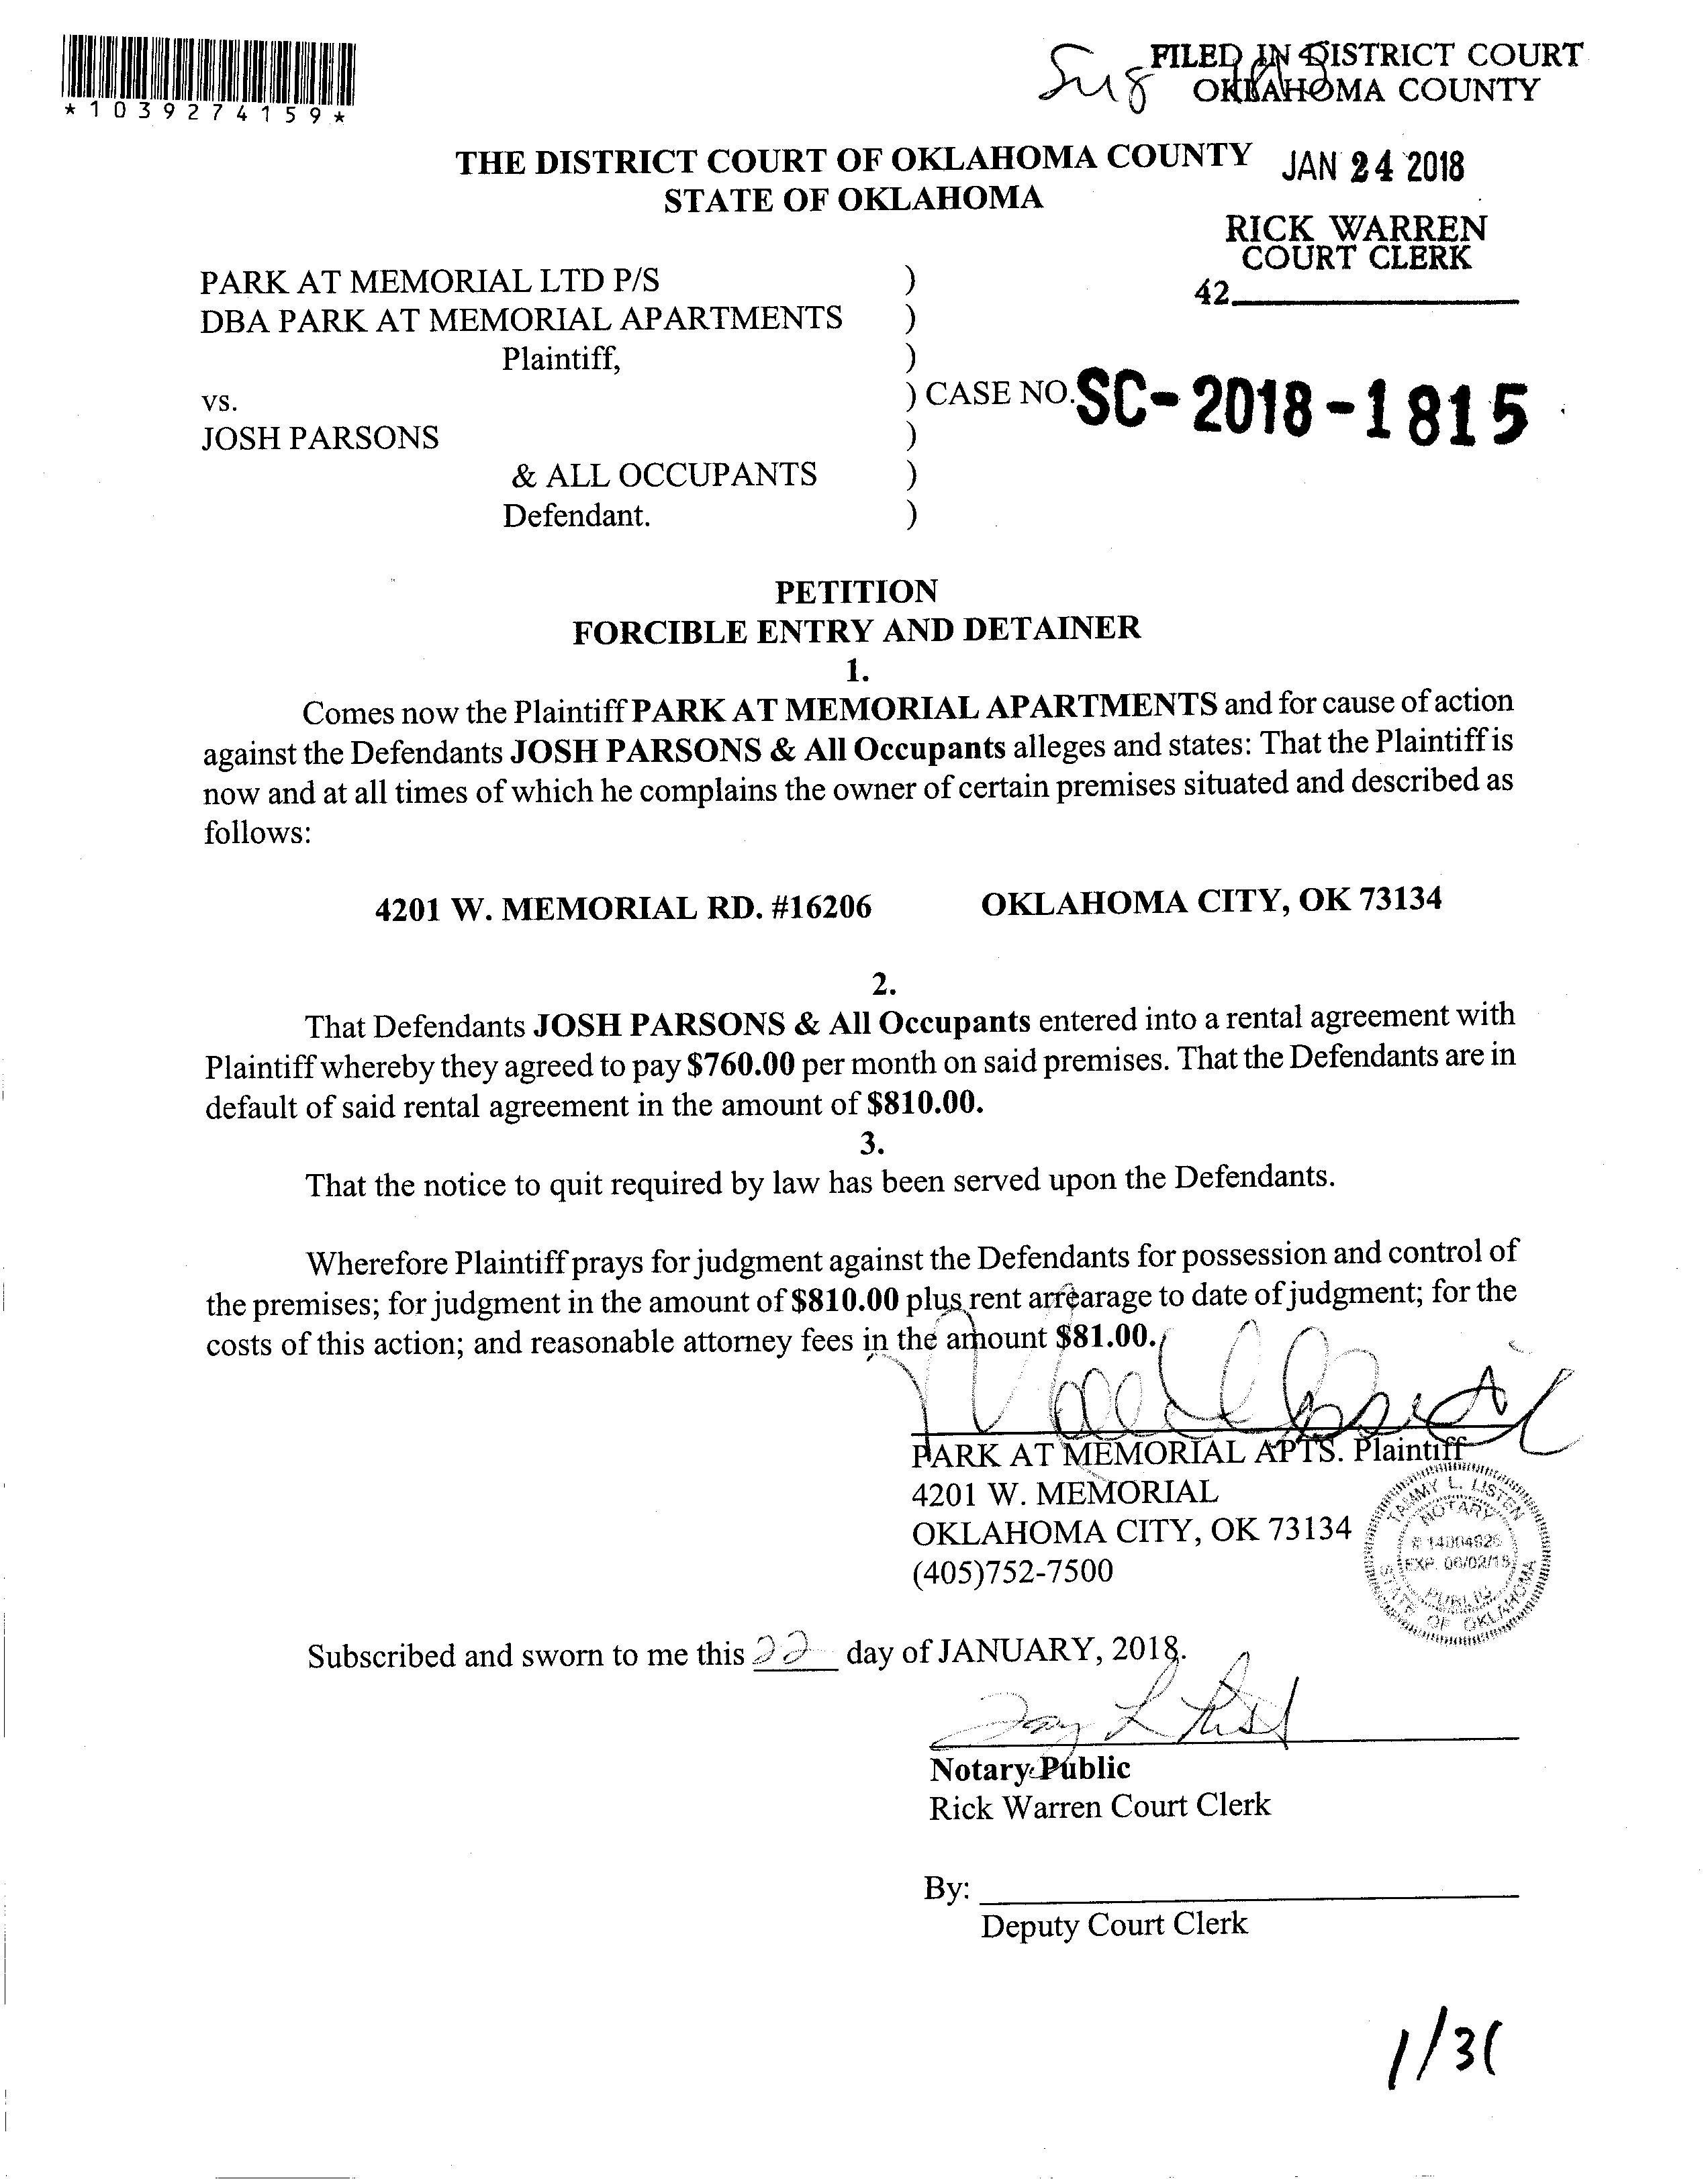 *1039274159*
FILED IN DISTRICT COURT
OKLAHOMA COUNTY
THE DISTRICT COURT OF OKLAHOMA COUNTY
STATE OF OKLAHOMA
JAN 24 2018
RICK WARREN
COURT CLERK
42
PARK AT MEMORIAL LTD P/S )
DBA PARK AT MEMORIAL APARTMENTS )
Plaintiff, )
vs. ) CASE NO. SC-2018-1815
JOSH PARSONS )
& ALL OCCUPANTS )
Defendant. )
PETITION
FORCIBLE ENTRY AND DETAINER
1.
Comes now the Plaintiff PARK AT MEMORIAL APARTMENTS and for cause of action
against the Defendants JOSH PARSONS & All Occupants alleges and states: That the Plaintiff is
now and at all times of which he complains the owner of certain premises situated and described as
follows:
4201 W. MEMORIAL RD. #16206 OKLAHOMA CITY, OK 73134
2.
That Defendants JOSH PARSONS & All Occupants entered into a rental agreement with
Plaintiff whereby they agreed to pay $760.00 per month on said premises. That the Defendants are in
default of said rental agreement in the amount of $810.00.
3.
That the notice to quit required by law has been served upon the Defendants.
Wherefore Plaintiff prays for judgment against the Defendants for possession and control of
the premises; for judgment in the amount of $810.00 plus rent arrearage to date of judgment; for the
costs of this action; and reasonable attorney fees in the amount $81.00.
PARK AT MEMORIAL APTS. Plaintiff
4201 W. MEMORIAL
OKLAHOMA CITY, OK 73134
(405)752-7500
TAMMY L. LISTEN
NOTARY
EXP. 06/02/18
PUBLIC
STATE OF OKLAHOMA
Subscribed and sworn to me this 22 day of JANUARY, 2018.
Notary Public
Rick Warren Court Clerk
By:
Deputy Court Clerk
1/31